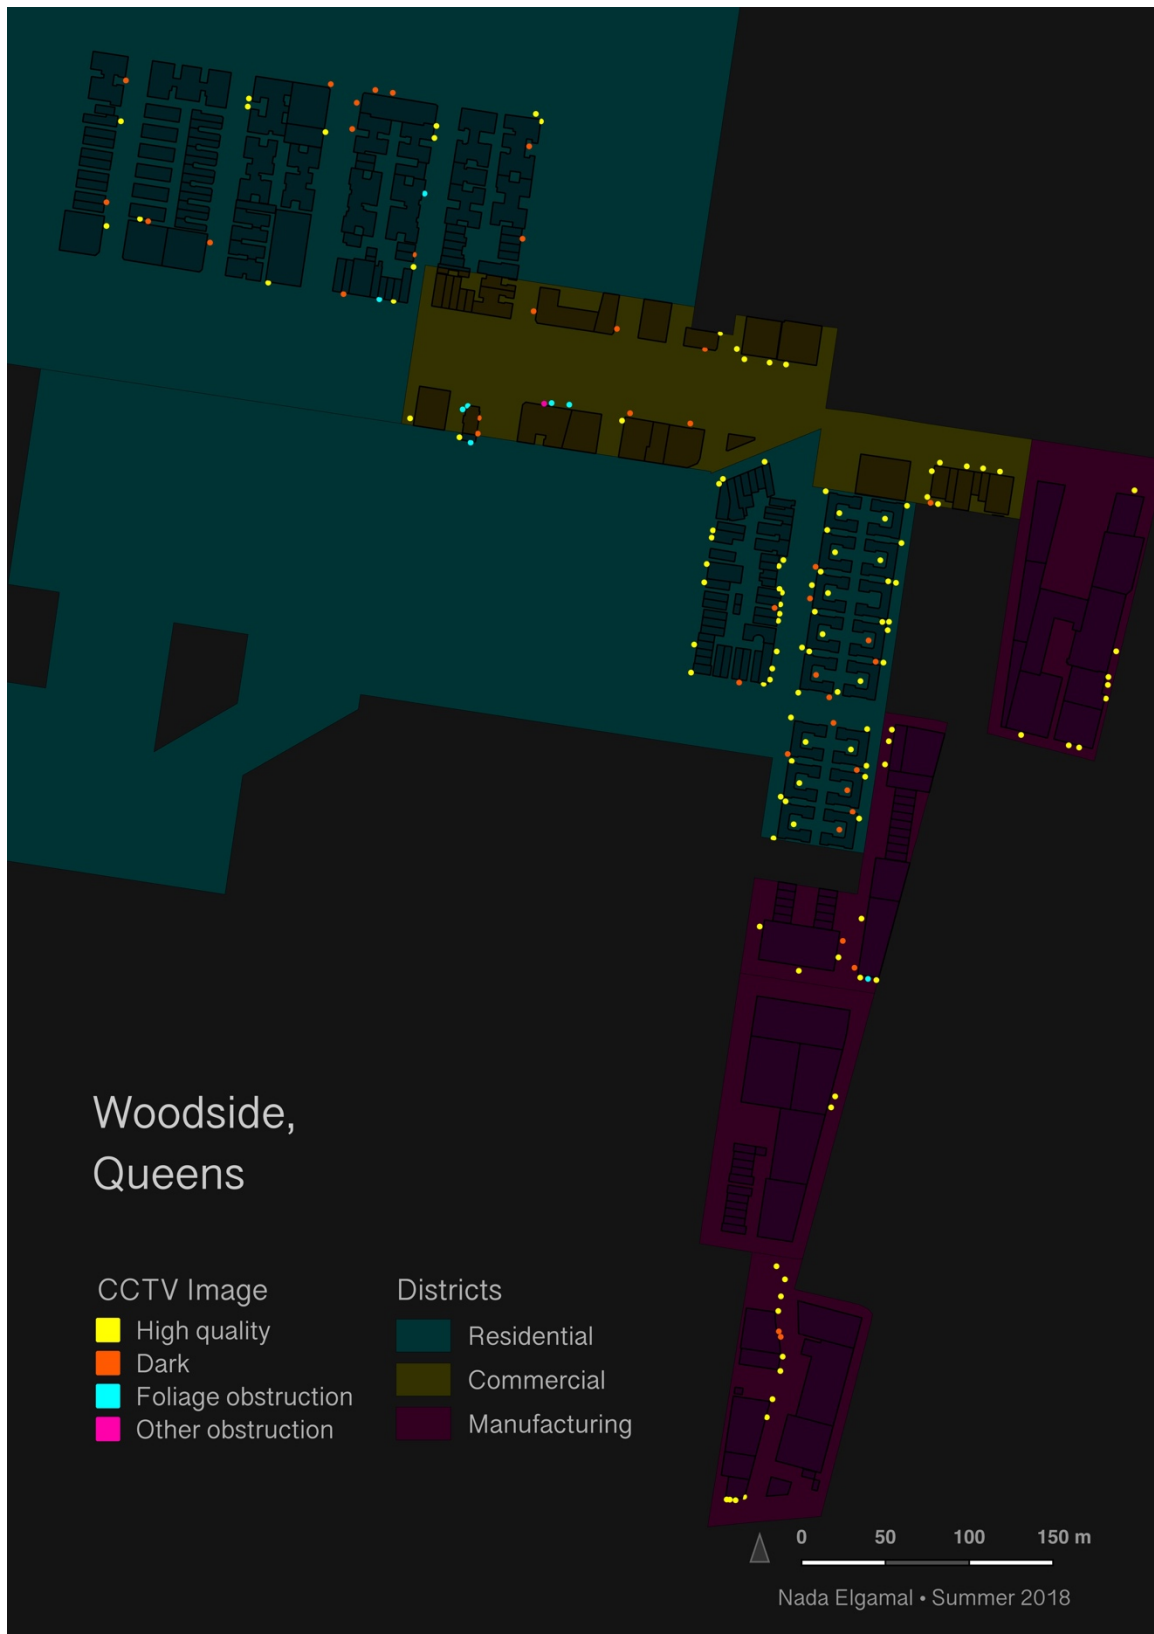 Woodside,
Queens
CCTV Image
High quality
Dark
Foliage obstruction
Other obstruction
Districts
Residential
Commercial
Manufacturing
0 50 100 150 m
Nada Elgamal • Summer 2018